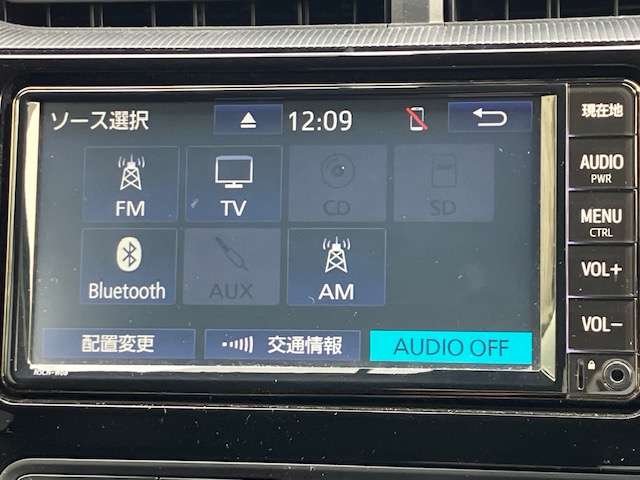 ソース選択 12:09
FM TV CD SD
Bluetooth AUX AM
配置変更 交通情報 AUDIO OFF
現在地
AUDIO
PWR
MENU
CTRL
VOL+
VOL−